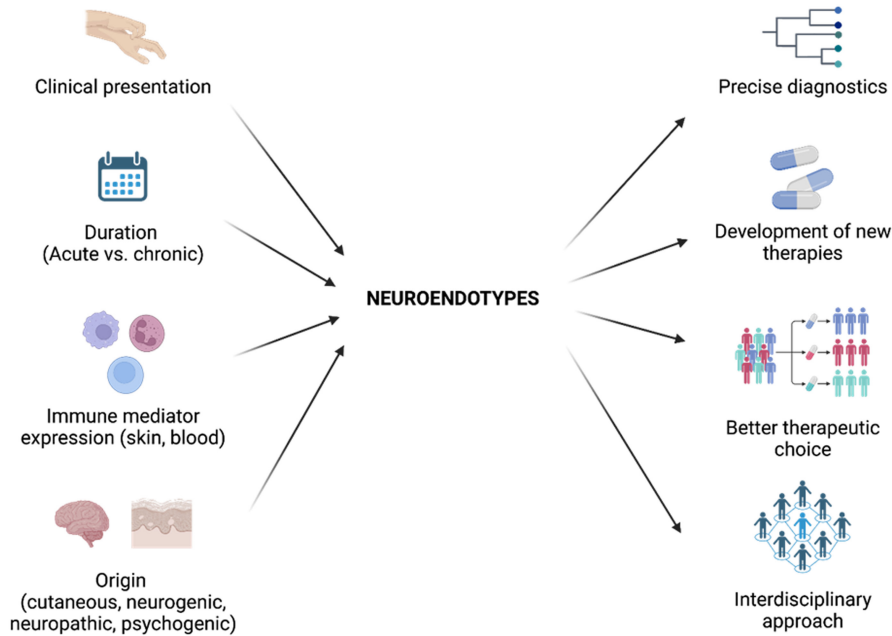 Clinical presentation
Duration
(Acute vs. chronic)
Immune mediator
expression (skin, blood)
Origin
(cutaneous, neurogenic,
neuropathic, psychogenic)
NEUROENDOTYPES
Precise diagnostics
Development of new
therapies
Better therapeutic
choice
Interdisciplinary
approach